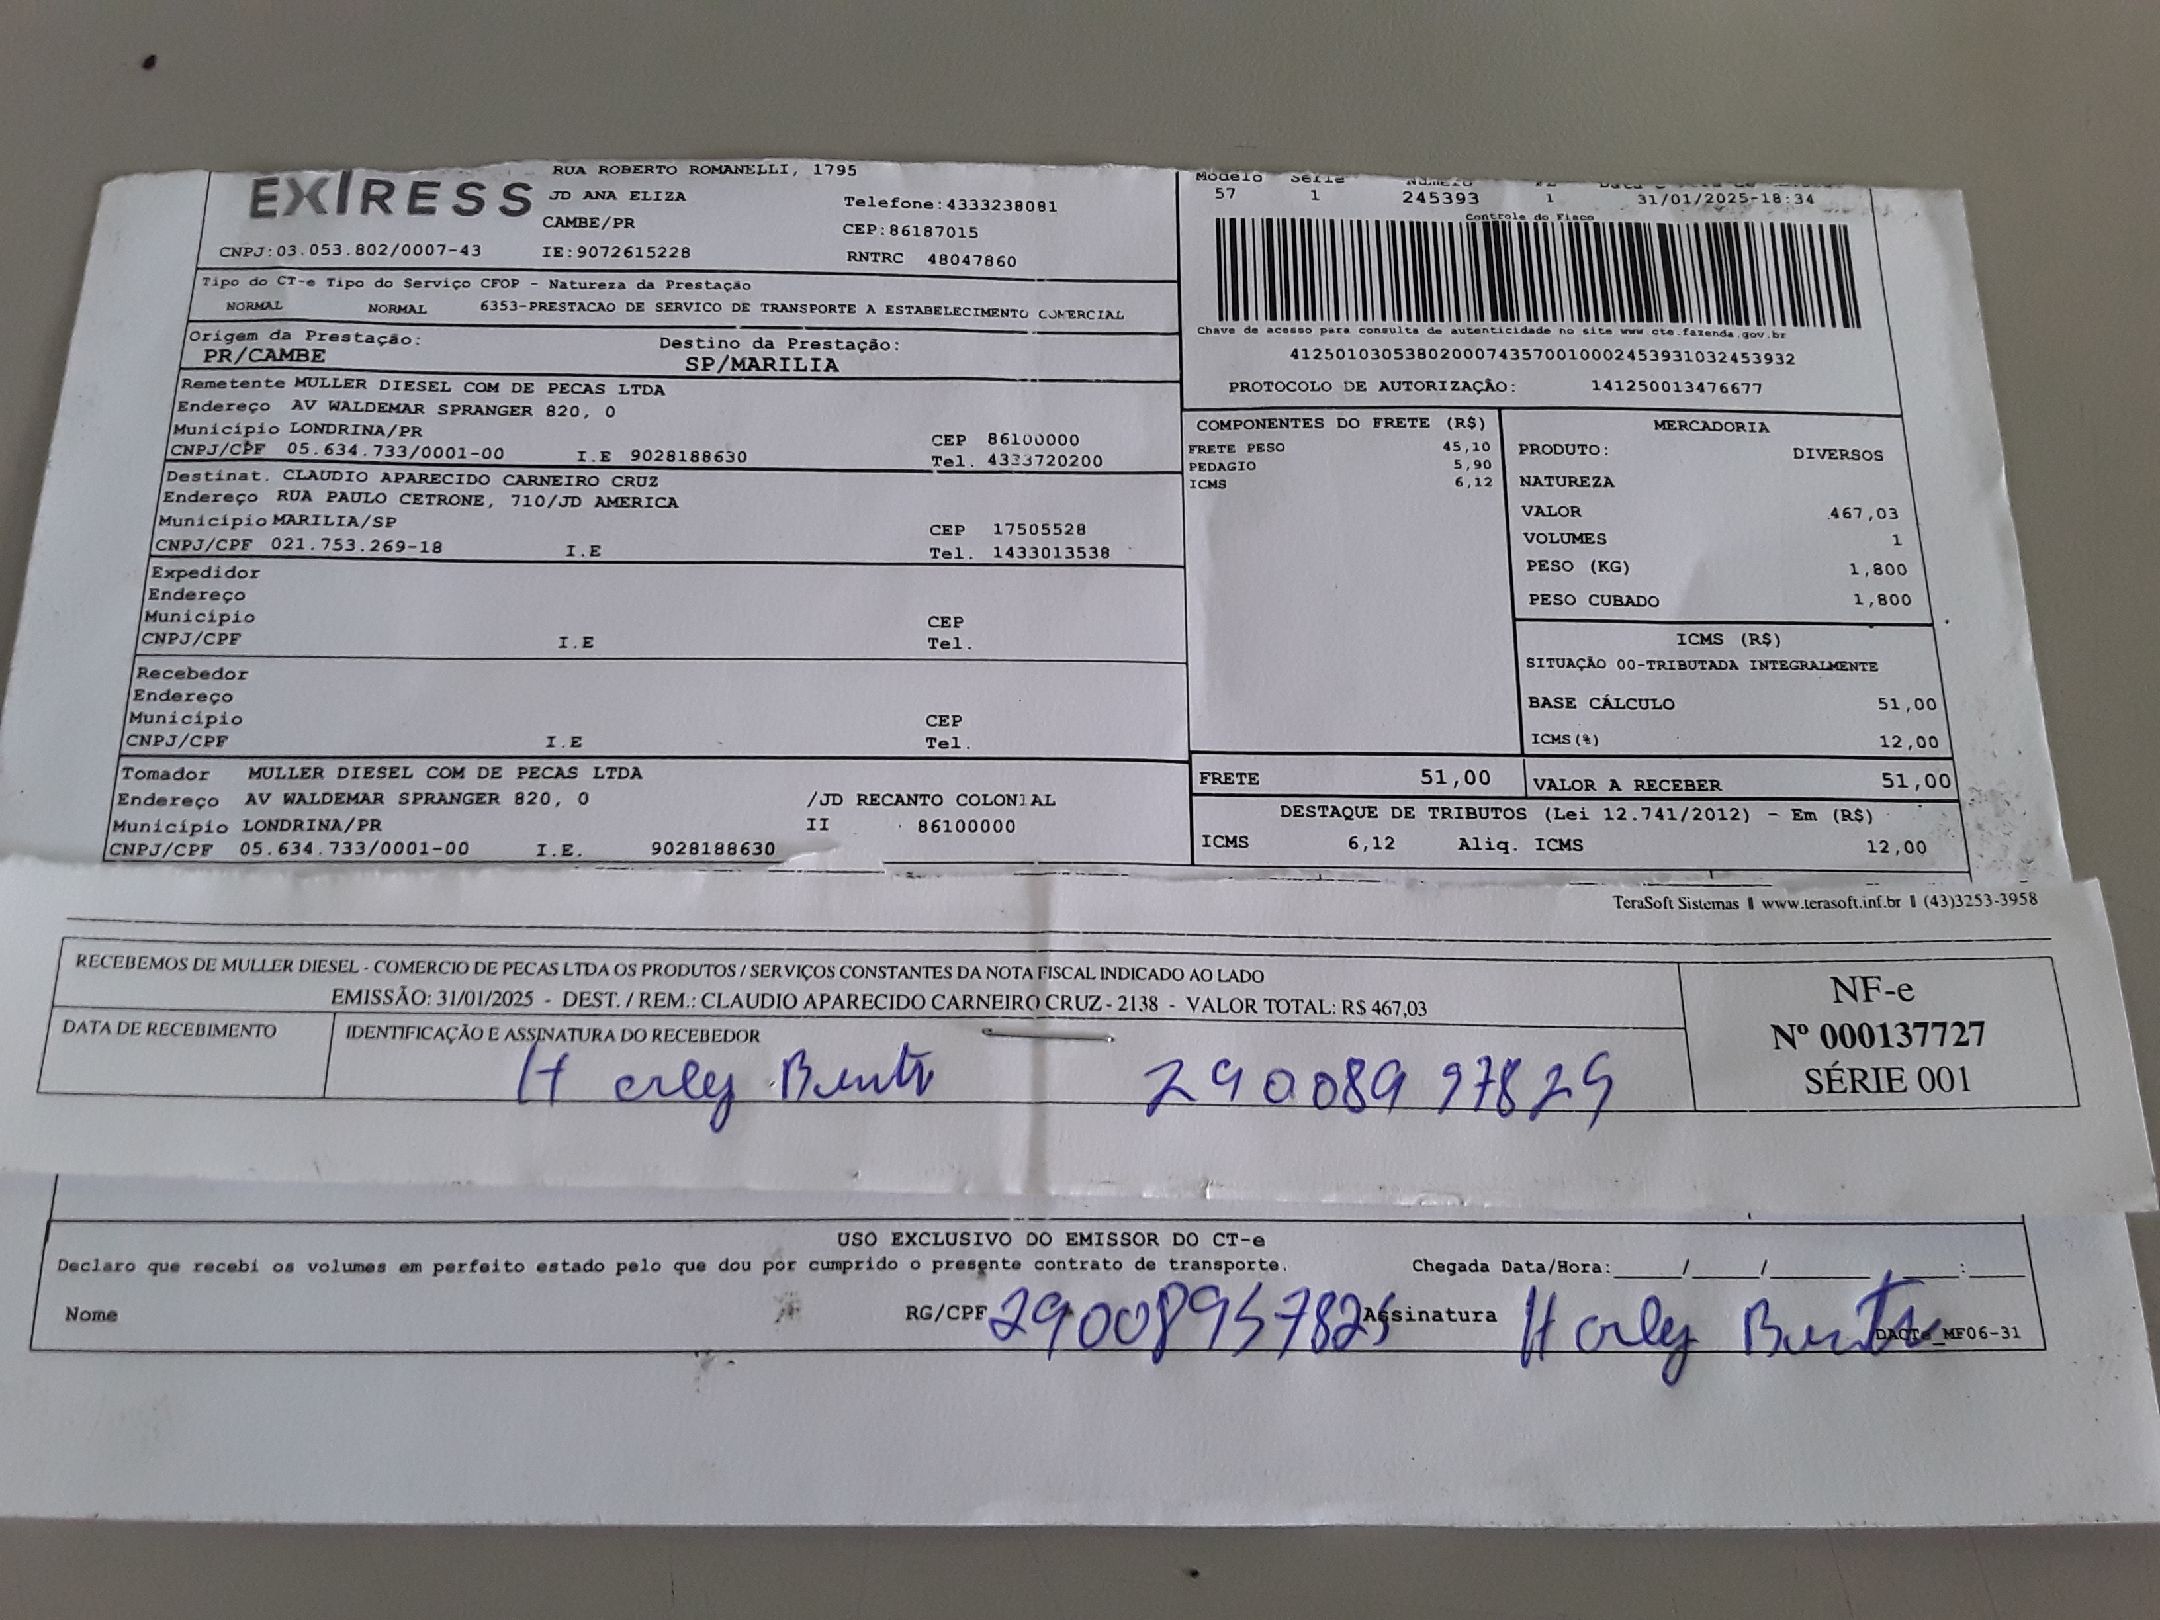 EXPRESS
RUA ROBERTO ROMANELLI, 1795
JD ANA ELIZA
CAMBE/PR
Telefone:4333238081
CEP:86187015
CNPJ:03.053.802/0007-43 IE:9072615228 RNTRC 48047860
Modelo Série Número FL
57 1 245393 1 31/01/2025-18:34
Controle do Fisco
Chave de acesso para consulta de autenticidade no site www.cte.fazenda.gov.br
41250103053802000743570010002453931032453932
PROTOCOLO DE AUTORIZAÇÃO: 141250013476677
Tipo do CT-e Tipo do Serviço CFOP - Natureza da Prestação
NORMAL NORMAL 6353-PRESTACAO DE SERVICO DE TRANSPORTE A ESTABELECIMENTO COMERCIAL
Origem da Prestação: Destino da Prestação:
PR/CAMBE SP/MARILIA
Remetente MULLER DIESEL COM DE PECAS LTDA
Endereço AV WALDEMAR SPRANGER 820, 0
Município LONDRINA/PR CEP 86100000
CNPJ/CPF 05.634.733/0001-00 I.E 9028188630 Tel. 4333720200
Destinat. CLAUDIO APARECIDO CARNEIRO CRUZ
Endereço RUA PAULO CETRONE, 710/JD AMERICA
Município MARILIA/SP CEP 17505528
CNPJ/CPF 021.753.269-18 I.E Tel. 1433013538
Expedidor
Endereço
Município CEP
CNPJ/CPF I.E Tel.
Recebedor
Endereço
Município CEP
CNPJ/CPF I.E Tel.
Tomador MULLER DIESEL COM DE PECAS LTDA
Endereço AV WALDEMAR SPRANGER 820, 0 /JD RECANTO COLONIAL
Município LONDRINA/PR II 86100000
CNPJ/CPF 05.634.733/0001-00 I.E. 9028188630
COMPONENTES DO FRETE (R$)
FRETE PESO 45,10
PEDAGIO 5,90
ICMS 6,12
MERCADORIA
PRODUTO: DIVERSOS
NATUREZA
VALOR 467,03
VOLUMES 1
PESO (KG) 1,800
PESO CUBADO 1,800
ICMS (R$)
SITUAÇÃO 00-TRIBUTADA INTEGRALMENTE
BASE CÁLCULO 51,00
ICMS(%) 12,00
FRETE 51,00 VALOR A RECEBER 51,00
DESTAQUE DE TRIBUTOS (Lei 12.741/2012) - Em (R$)
ICMS 6,12 Aliq. ICMS 12,00
TeraSoft Sistemas www.terasoft.inf.br (43)3253-3958
RECEBEMOS DE MULLER DIESEL - COMERCIO DE PECAS LTDA OS PRODUTOS / SERVIÇOS CONSTANTES DA NOTA FISCAL INDICADO AO LADO
EMISSÃO: 31/01/2025 - DEST. / REM.: CLAUDIO APARECIDO CARNEIRO CRUZ - 2138 - VALOR TOTAL: R$ 467,03
DATA DE RECEBIMENTO IDENTIFICAÇÃO E ASSINATURA DO RECEBEDOR
29008997829
NF-e
Nº 000137727
SÉRIE 001
USO EXCLUSIVO DO EMISSOR DO CT-e
Declaro que recebi os volumes em perfeito estado pelo que dou por cumprido o presente contrato de transporte. Chegada Data/Hora:_____/_____/_____ _____:_____
Nome RG/CPF Assinatura
DACTe_MF06-31